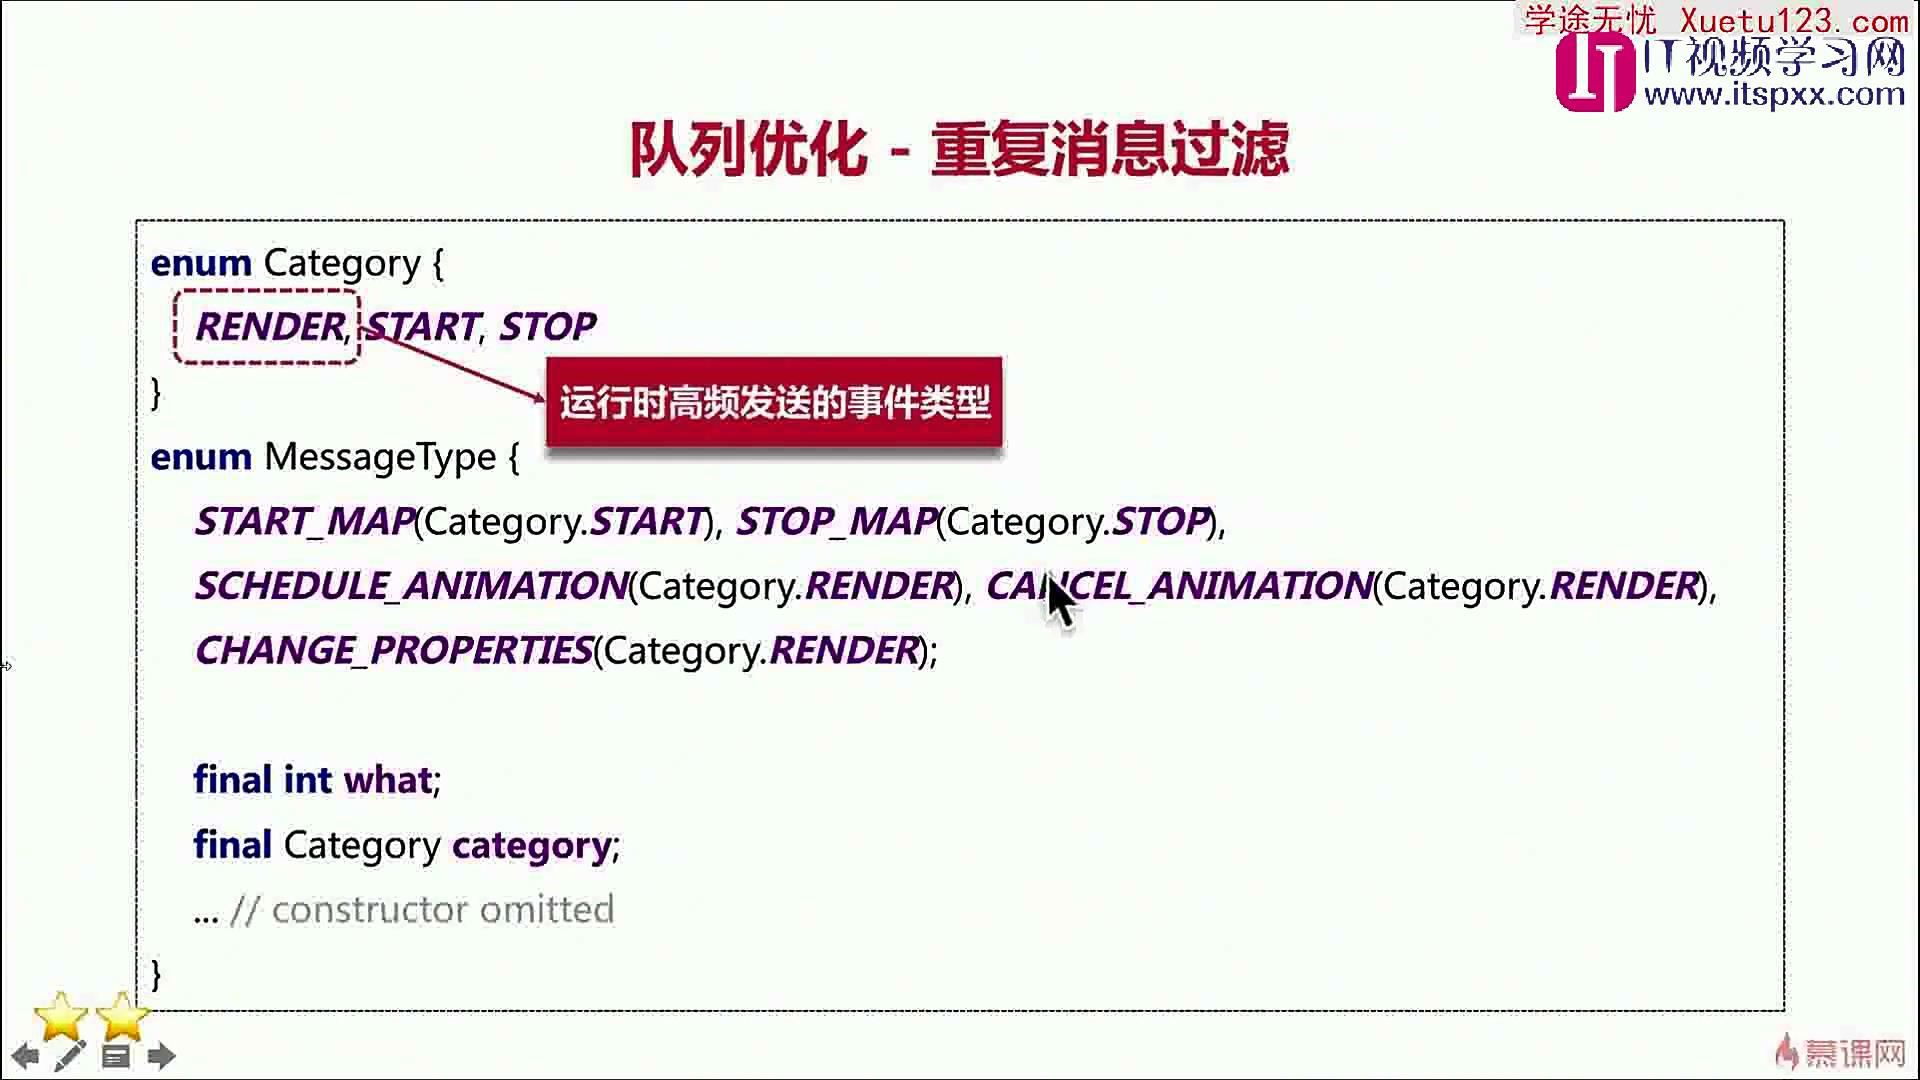 学途无忧 Xuetu123.com
IT视频学习网
www.itspxx.com
队列优化 - 重复消息过滤
enum Category {
RENDER, START, STOP
}
运行时高频发送的事件类型
enum MessageType {
START_MAP(Category.START), STOP_MAP(Category.STOP),
SCHEDULE_ANIMATION(Category.RENDER), CANCEL_ANIMATION(Category.RENDER),
CHANGE_PROPERTIES(Category.RENDER);
final int what;
final Category category;
... // constructor omitted
}
慕课网